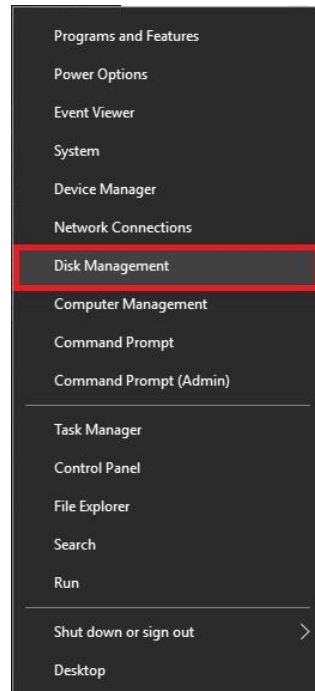 Programs and Features
Power Options
Event Viewer
System
Device Manager
Network Connections
Disk Management
Computer Management
Command Prompt
Command Prompt (Admin)
Task Manager
Control Panel
File Explorer
Search
Run
Shut down or sign out
Desktop